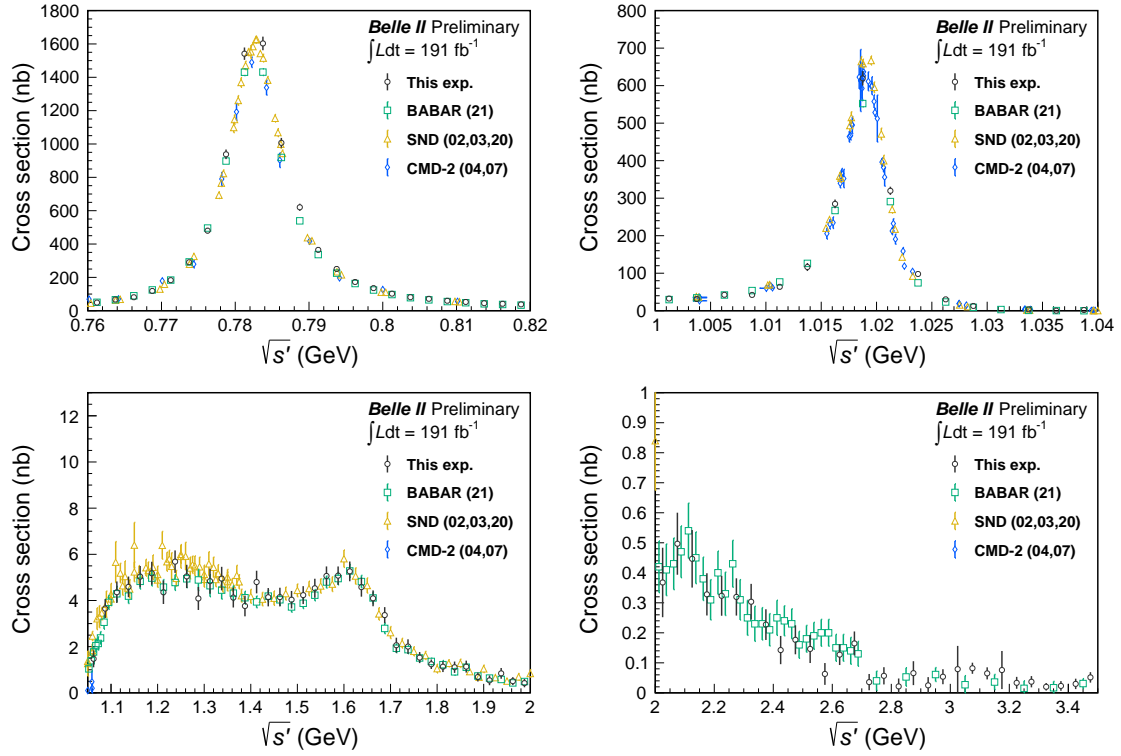 Belle II Preliminary
∫Ldt = 191 fb⁻¹
This exp.
BABAR (21)
SND (02,03,20)
CMD-2 (04,07)
Cross section (nb)
1800
1600
1400
1200
1000
800
600
400
200
0
0.76 0.77 0.78 0.79 0.8 0.81 0.82
√s′ (GeV)
Belle II Preliminary
∫Ldt = 191 fb⁻¹
This exp.
BABAR (21)
SND (02,03,20)
CMD-2 (04,07)
Cross section (nb)
800
700
600
500
400
300
200
100
0
1 1.005 1.01 1.015 1.02 1.025 1.03 1.035 1.04
√s′ (GeV)
Belle II Preliminary
∫Ldt = 191 fb⁻¹
This exp.
BABAR (21)
SND (02,03,20)
CMD-2 (04,07)
Cross section (nb)
12
10
8
6
4
2
0
1.1 1.2 1.3 1.4 1.5 1.6 1.7 1.8 1.9 2
√s′ (GeV)
Belle II Preliminary
∫Ldt = 191 fb⁻¹
This exp.
BABAR (21)
SND (02,03,20)
CMD-2 (04,07)
Cross section (nb)
1
0.9
0.8
0.7
0.6
0.5
0.4
0.3
0.2
0.1
0
2 2.2 2.4 2.6 2.8 3 3.2 3.4
√s′ (GeV)